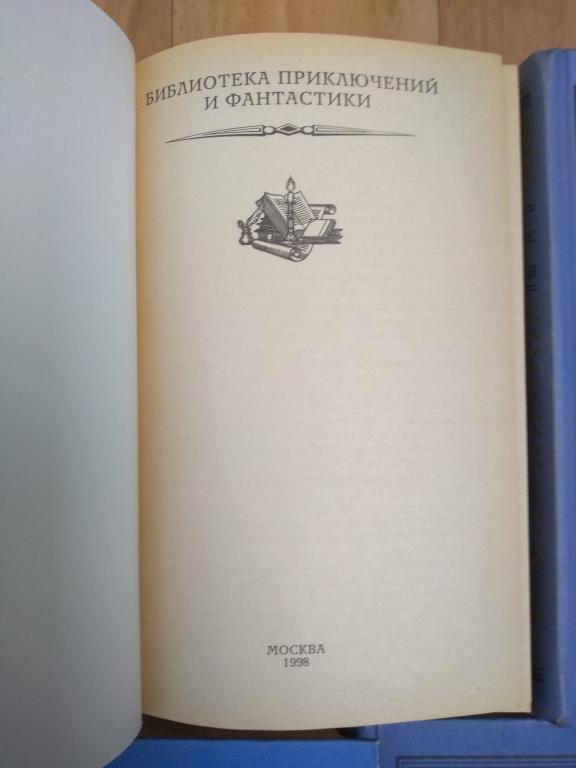 БИБЛИОТЕКА ПРИКЛЮЧЕНИЙ
И ФАНТАСТИКИ
МОСКВА
1998